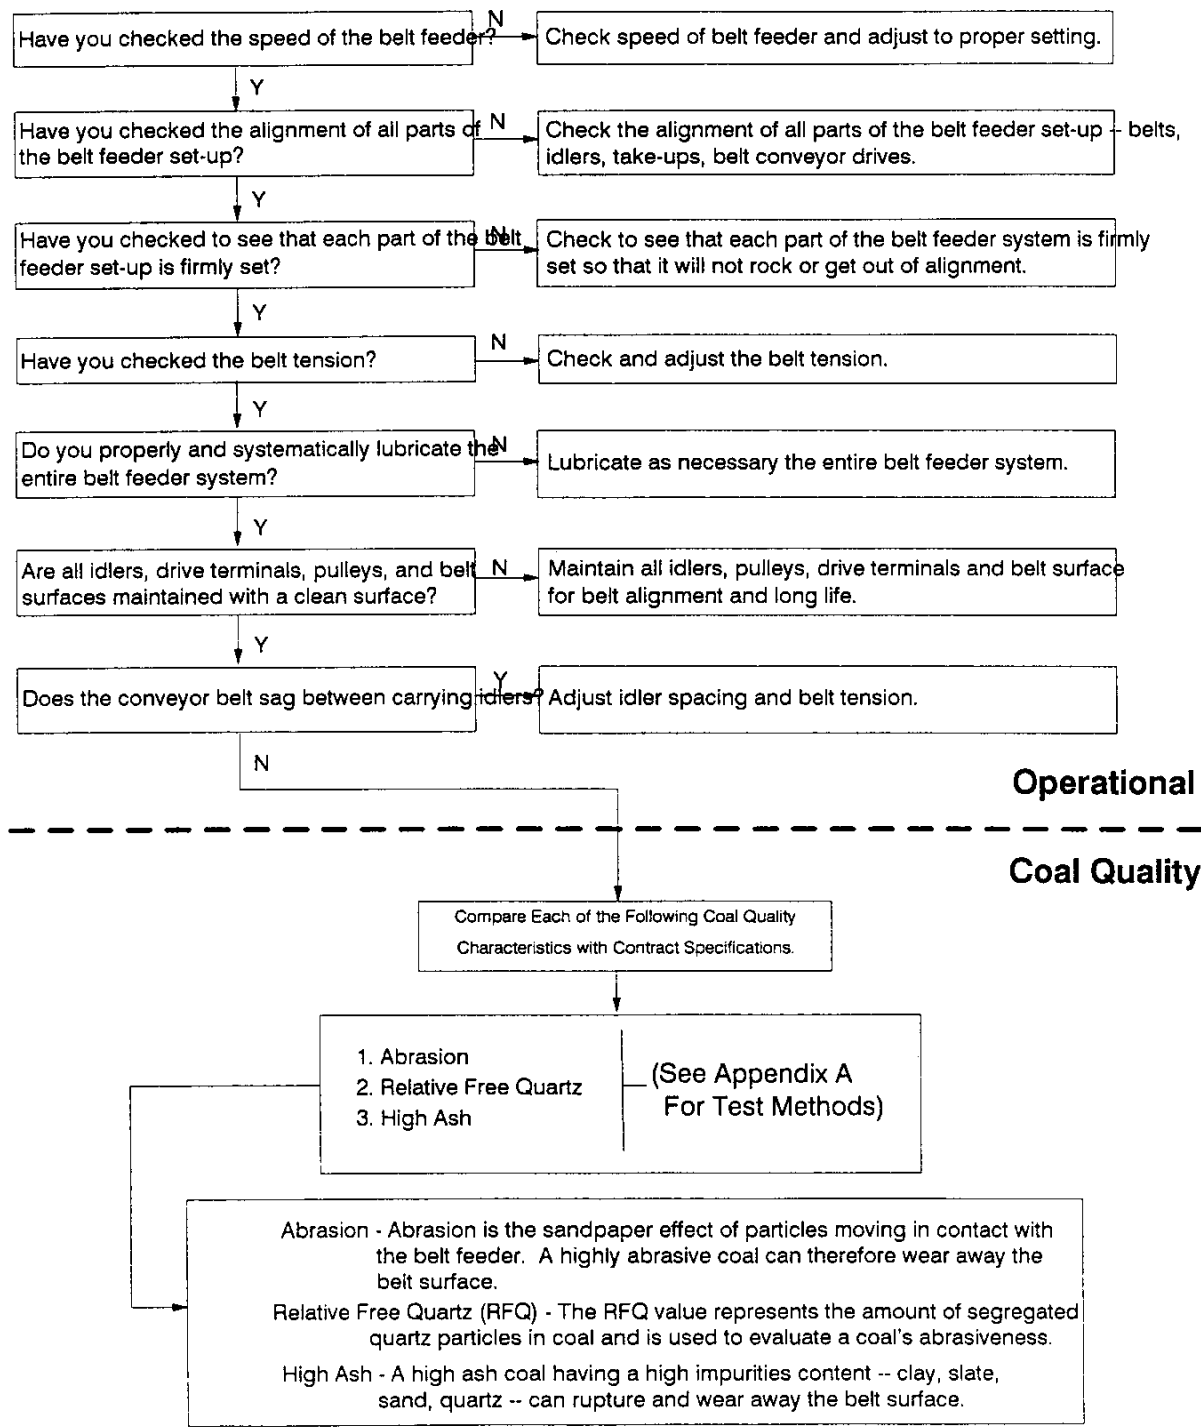 Have you checked the speed of the belt feeder?
N
Check speed of belt feeder and adjust to proper setting.
Y
Have you checked the alignment of all parts of
the belt feeder set-up?
N
Check the alignment of all parts of the belt feeder set-up -- belts,
idlers, take-ups, belt conveyor drives.
Y
Have you checked to see that each part of the belt
feeder set-up is firmly set?
N
Check to see that each part of the belt feeder system is firmly
set so that it will not rock or get out of alignment.
Y
Have you checked the belt tension?
N
Check and adjust the belt tension.
Y
Do you properly and systematically lubricate the
entire belt feeder system?
N
Lubricate as necessary the entire belt feeder system.
Y
Are all idlers, drive terminals, pulleys, and belt
surfaces maintained with a clean surface?
N
Maintain all idlers, pulleys, drive terminals and belt surface
for belt alignment and long life.
Y
Does the conveyor belt sag between carrying idlers?
Y
Adjust idler spacing and belt tension.
N
Operational
Coal Quality
Compare Each of the Following Coal Quality
Characteristics with Contract Specifications.
1. Abrasion
2. Relative Free Quartz
3. High Ash
(See Appendix A
For Test Methods)
Abrasion - Abrasion is the sandpaper effect of particles moving in contact with
the belt feeder. A highly abrasive coal can therefore wear away the
belt surface.
Relative Free Quartz (RFQ) - The RFQ value represents the amount of segregated
quartz particles in coal and is used to evaluate a coal's abrasiveness.
High Ash - A high ash coal having a high impurities content -- clay, slate,
sand, quartz -- can rupture and wear away the belt surface.